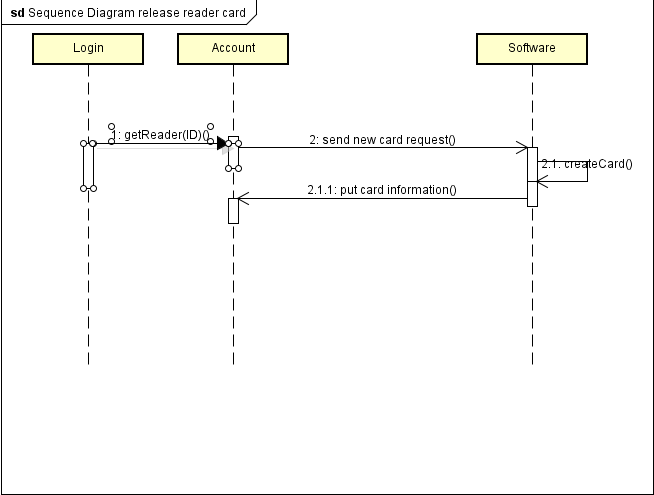 sd Sequence Diagram release reader card
Login
Account
Software
1: getReader(ID)()
2: send new card request()
2.1: createCard()
2.1.1: put card information()